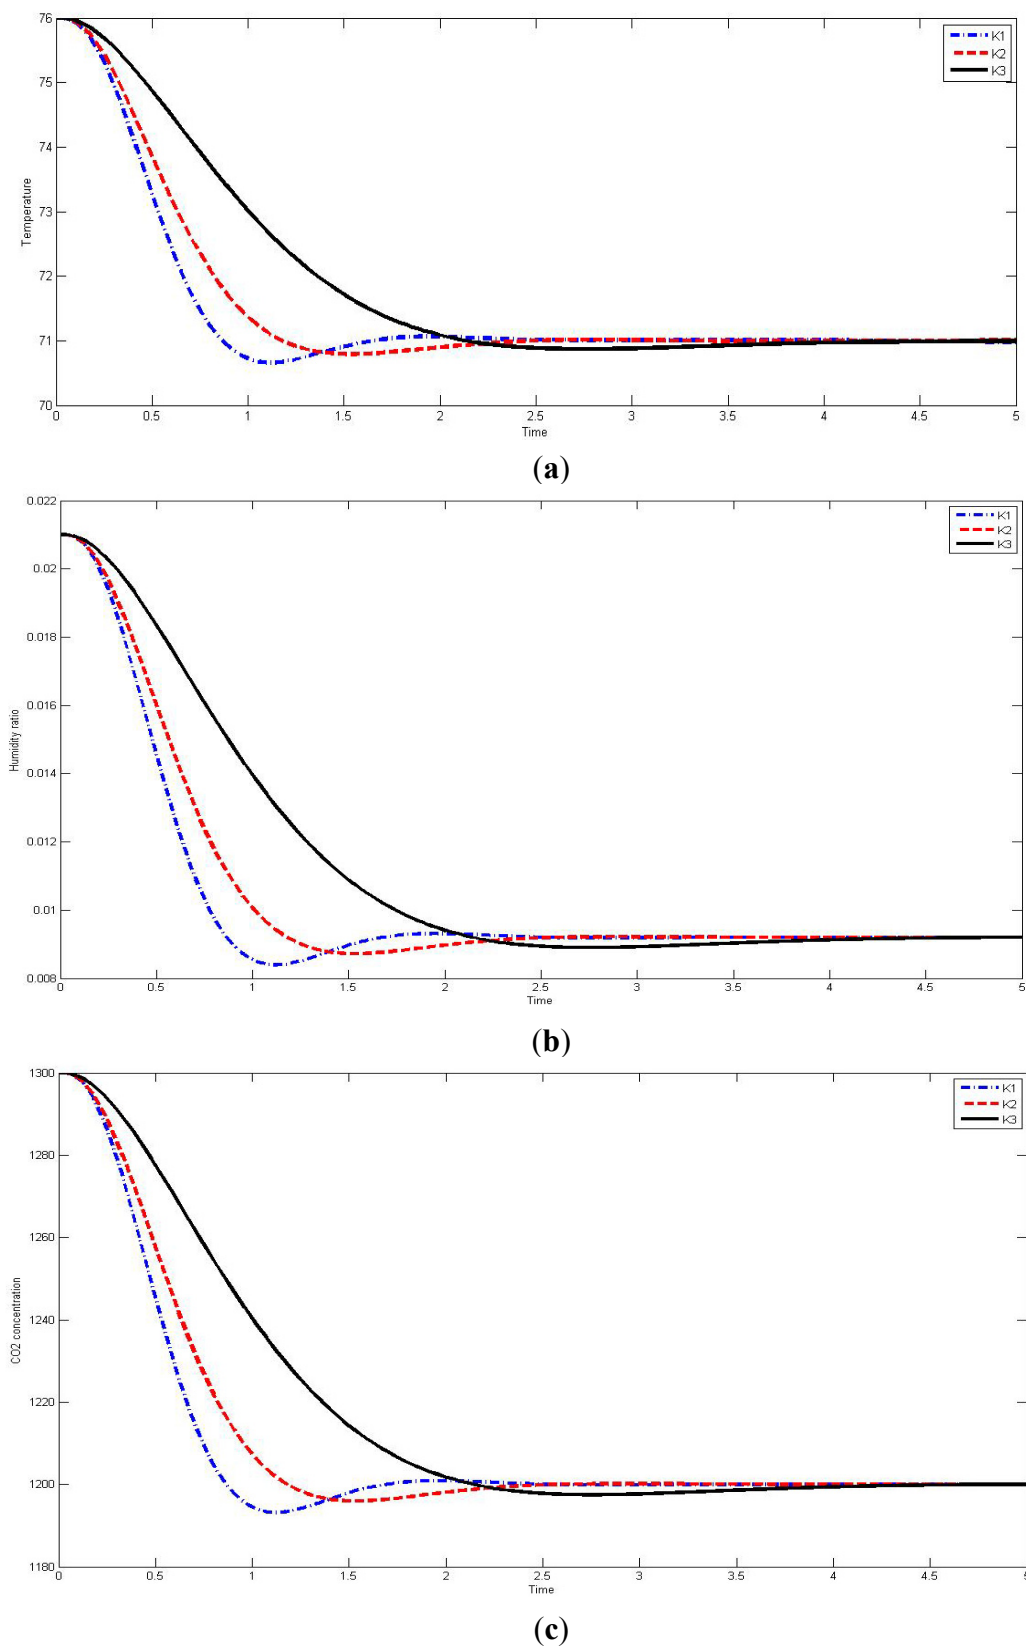 76
75
74
73
72
71
70
Temperature
K1
K2
K3
0 0.5 1 1.5 2 2.5 3 3.5 4 4.5 5
Time
(a)
0.022
0.02
0.018
0.016
0.014
0.012
0.01
0.008
Humidity ratio
K1
K2
K3
0 0.5 1 1.5 2 2.5 3 3.5 4 4.5 5
Time
(b)
1300
1280
1260
1240
1220
1200
1180
CO2 concentration
K1
K2
K3
0 0.5 1 1.5 2 2.5 3 3.5 4 4.5 5
Time
(c)